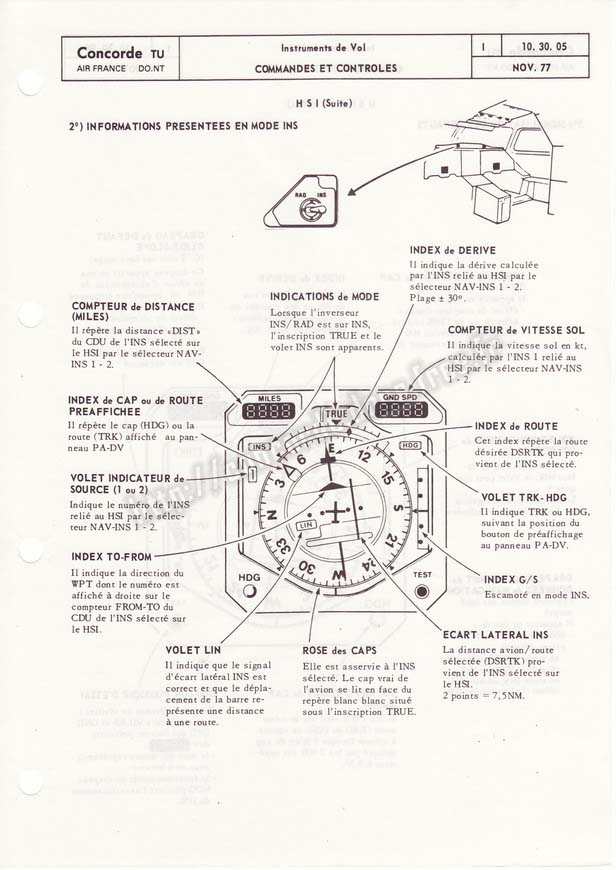 Concorde TU
AIR FRANCE DO.NT
Instruments de Vol
COMMANDES ET CONTROLES
I
10. 30. 05
NOV. 77
H S I (Suite)
2°) INFORMATIONS PRESENTEES EN MODE INS
RAD INS
INDEX de DERIVE
Il indique la dérive calculée
par l'INS relié au HSI par le
sélecteur NAV-INS 1 - 2.
Plage ± 30°.
INDICATIONS de MODE
Lorsque l'inverseur
INS/RAD est sur INS,
l'inscription TRUE et le
volet INS sont apparents.
COMPTEUR de DISTANCE
(MILES)
Il répète la distance «DIST»
du CDU de l'INS sélecté sur
le HSI par le sélecteur NAV-
INS 1 - 2.
COMPTEUR de VITESSE SOL
Il indique la vitesse sol en kt,
calculée par l'INS 1 relié au
HSI par le sélecteur NAV-INS
1 - 2.
INDEX de CAP ou de ROUTE
PREAFFICHEE
Il répète le cap (HDG) ou la
route (TRK) affiché au pan-
neau PA-DV
INDEX de ROUTE
Cet index répète la route
désirée DSRTK qui pro-
vient de l'INS sélecté.
VOLET INDICATEUR de
SOURCE (1 ou 2)
Indique le numéro de l'INS
relié au HSI par le sélec-
teur NAV-INS 1 - 2.
VOLET TRK-HDG
Il indique TRK ou HDG,
suivant la position du
bouton de préaffichage
au panneau PA-DV.
INDEX TO-FROM
Il indique la direction du
WPT dont le numéro est
affiché à droite sur le
compteur FROM-TO du
CDU de l'INS sélecté sur
le HSI.
INDEX G/S
Escamoté en mode INS.
MILES
8888
TRUE
GND SPD
8888
INS
HDG
1
N 3 6 E 12 15 S 24 W 30 33
LIN
HDG
TEST
VOLET LIN
Il indique que le signal
d'écart latéral INS est
correct et que le dépla-
cement de la barre re-
présente une distance
à une route.
ROSE des CAPS
Elle est asservie à l'INS
sélecté. Le cap vrai de
l'avion se lit en face du
repère blanc blanc situé
sous l'inscription TRUE.
ECART LATERAL INS
La distance avion/route
sélectée (DSRTK) pro-
vient de l'INS sélecté sur
le HSI.
2 points = 7,5NM.